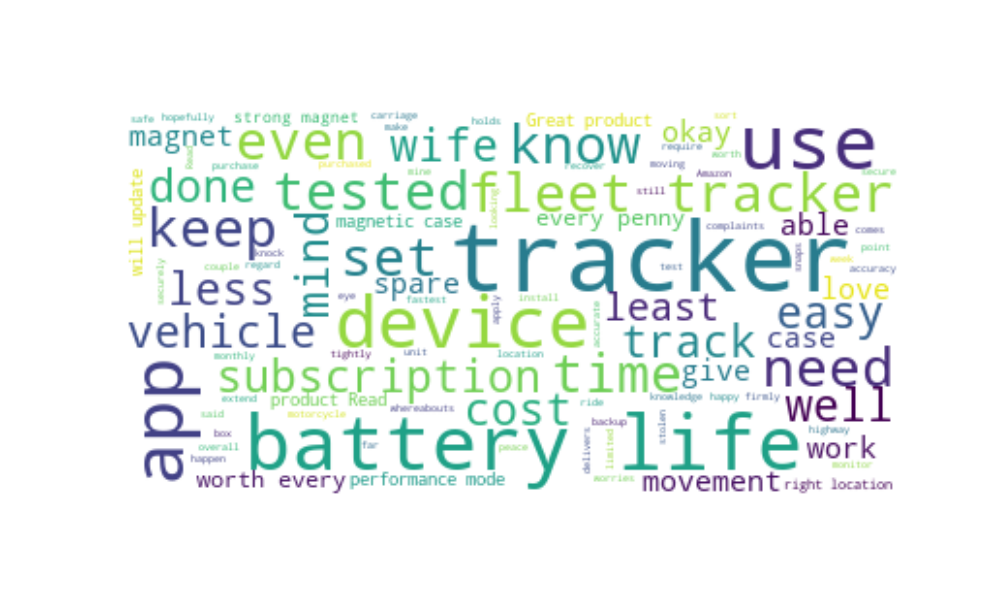 safe hopefully strong magnet carriage holds Great product sort
magnet even make wife know okay require use
Read purchase purchased mine recover moving worth Amazon secure
will update done tested fleet tracker still
keep mind magnetic case looking every penny able complaints comes
knock set tracker snaps point
securely couple regard less eye spare fastest test week accuracy love
vehicle device install apply accurate least easy
app monthly tightly unit location track case
subscription time give need
extend product Read whereabouts cost ride knowledge happy firmly well
said motorcycle backup stolen highway
box overall battery life far peace delivers limited work
happen worries monitor
worth every performance mode movement right location